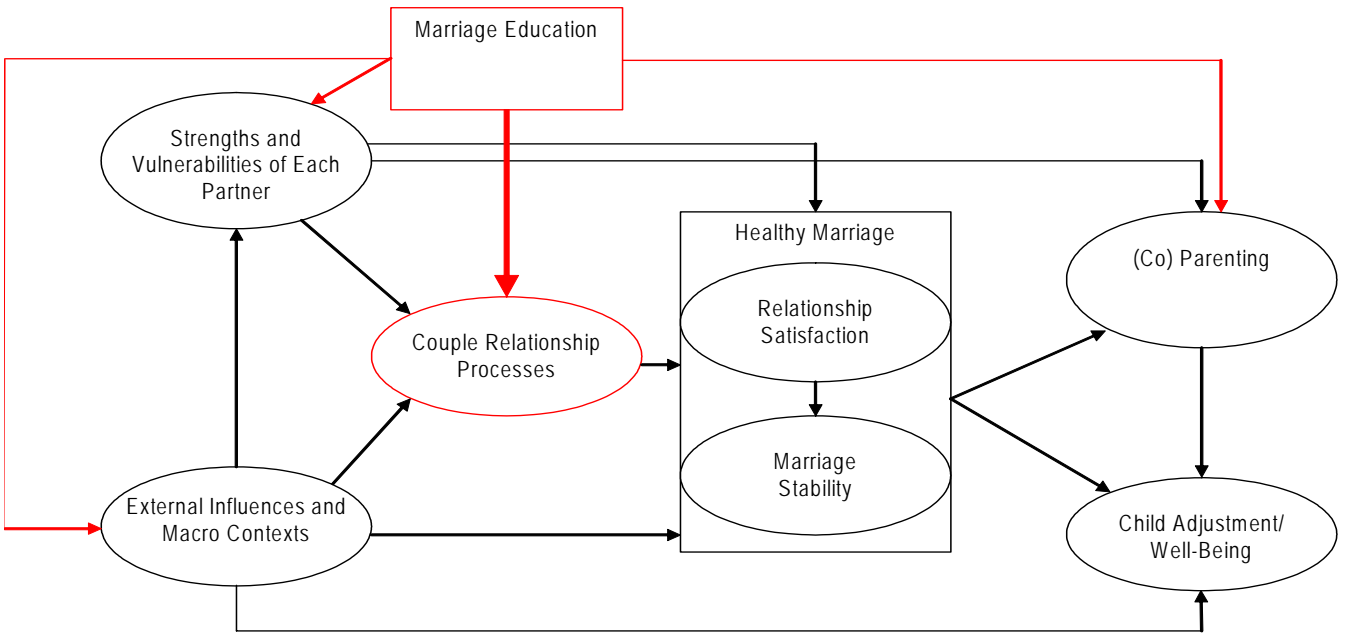 Marriage Education
Strengths and
Vulnerabilities of Each
Partner
Healthy Marriage
(Co) Parenting
Relationship
Satisfaction
Couple Relationship
Processes
Marriage
Stability
External Influences and
Macro Contexts
Child Adjustment/
Well-Being